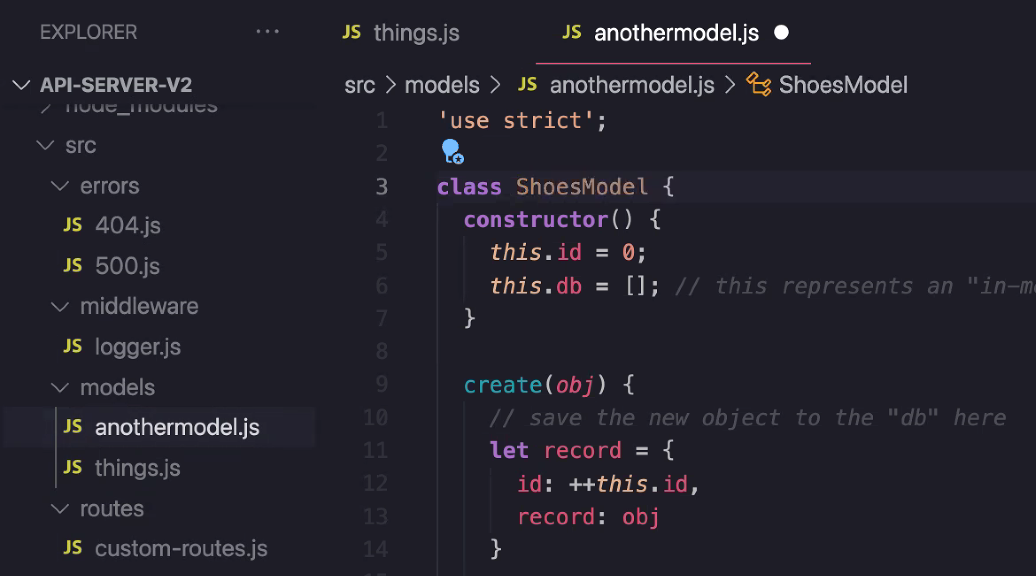 EXPLORER ...
JS things.js
JS anothermodel.js
API-SERVER-V2
src > models > JS anothermodel.js > ShoesModel
node_modules
src
errors
JS 404.js
JS 500.js
middleware
JS logger.js
models
JS anothermodel.js
JS things.js
routes
JS custom-routes.js
1 'use strict';
2
3 class ShoesModel {
4 constructor() {
5 this.id = 0;
6 this.db = []; // this represents an "in-me
7 }
8
9 create(obj) {
10 // save the new object to the "db" here
11 let record = {
12 id: ++this.id,
13 record: obj
14 }